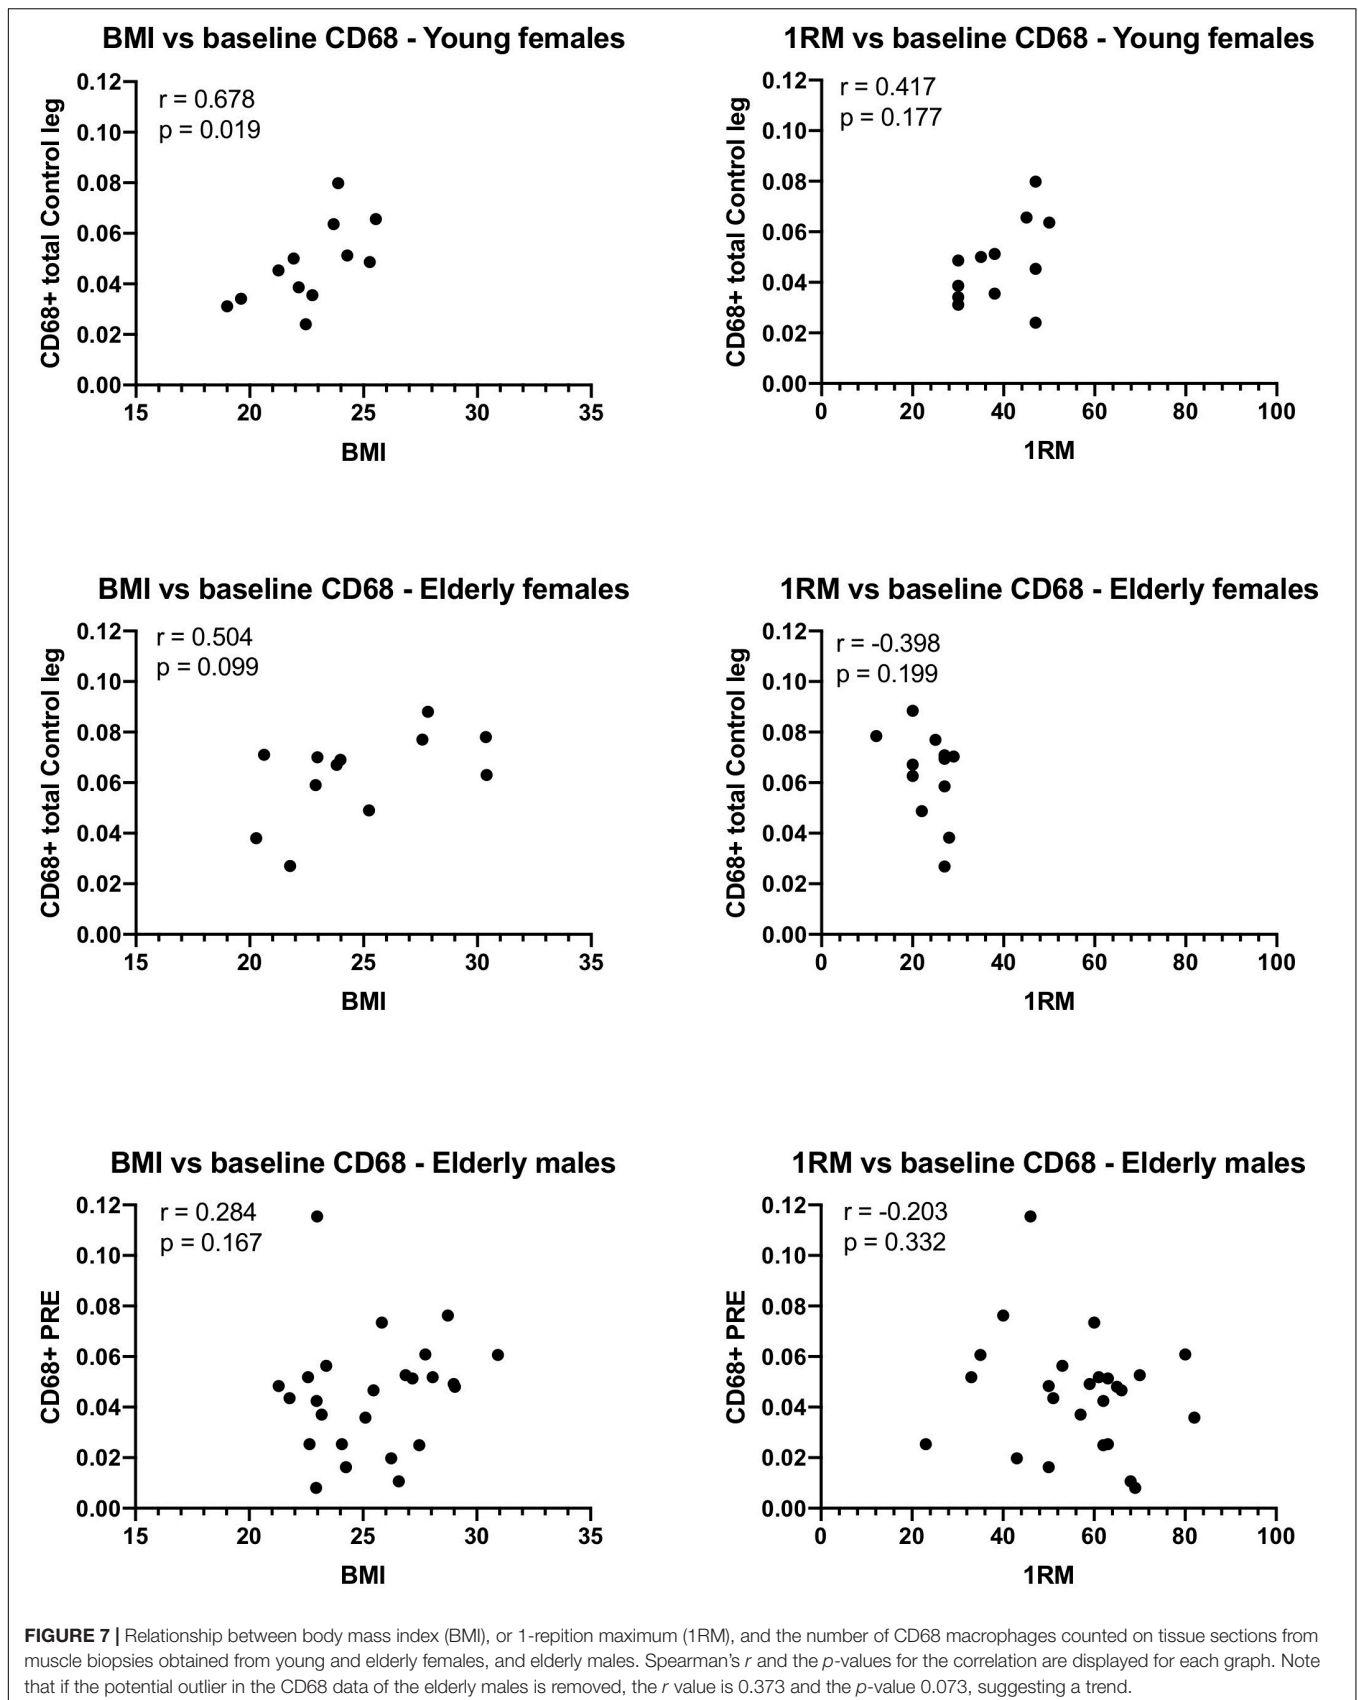 BMI vs baseline CD68 - Young females
r = 0.678
p = 0.019
CD68+ total Control leg
0.12
0.10
0.08
0.06
0.04
0.02
0.00
15 20 25 30 35
BMI
1RM vs baseline CD68 - Young females
r = 0.417
p = 0.177
CD68+ total Control leg
0.12
0.10
0.08
0.06
0.04
0.02
0.00
0 20 40 60 80 100
1RM
BMI vs baseline CD68 - Elderly females
r = 0.504
p = 0.099
CD68+ total Control leg
0.12
0.10
0.08
0.06
0.04
0.02
0.00
15 20 25 30 35
BMI
1RM vs baseline CD68 - Elderly females
r = -0.398
p = 0.199
CD68+ total Control leg
0.12
0.10
0.08
0.06
0.04
0.02
0.00
0 20 40 60 80 100
1RM
BMI vs baseline CD68 - Elderly males
r = 0.284
p = 0.167
CD68+ PRE
0.12
0.10
0.08
0.06
0.04
0.02
0.00
15 20 25 30 35
BMI
1RM vs baseline CD68 - Elderly males
r = -0.203
p = 0.332
CD68+ PRE
0.12
0.10
0.08
0.06
0.04
0.02
0.00
0 20 40 60 80 100
1RM
FIGURE 7 | Relationship between body mass index (BMI), or 1-repition maximum (1RM), and the number of CD68 macrophages counted on tissue sections from
muscle biopsies obtained from young and elderly females, and elderly males. Spearman's r and the p-values for the correlation are displayed for each graph. Note
that if the potential outlier in the CD68 data of the elderly males is removed, the r value is 0.373 and the p-value 0.073, suggesting a trend.